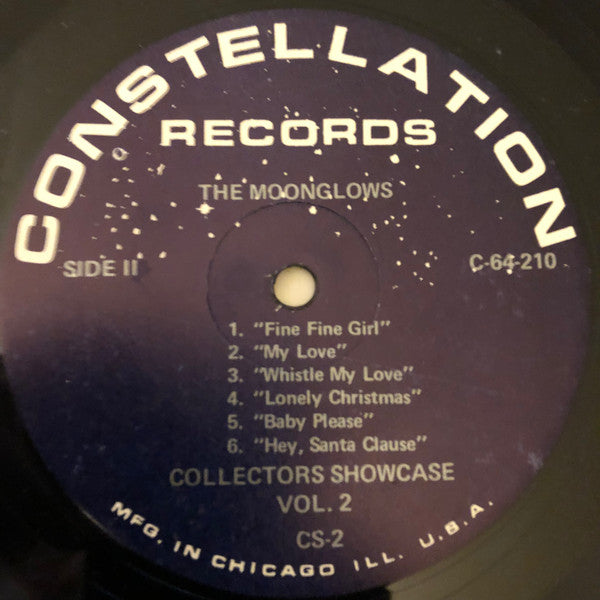 CONSTELLATION
RECORDS
THE MOONGLOWS
SIDE II
C-64-210
1. "Fine Fine Girl"
2. "My Love"
3. "Whistle My Love"
4. "Lonely Christmas"
5. "Baby Please"
6. "Hey, Santa Clause"
COLLECTORS SHOWCASE
VOL. 2
CS-2
MFG. IN CHICAGO ILL. U.S.A.